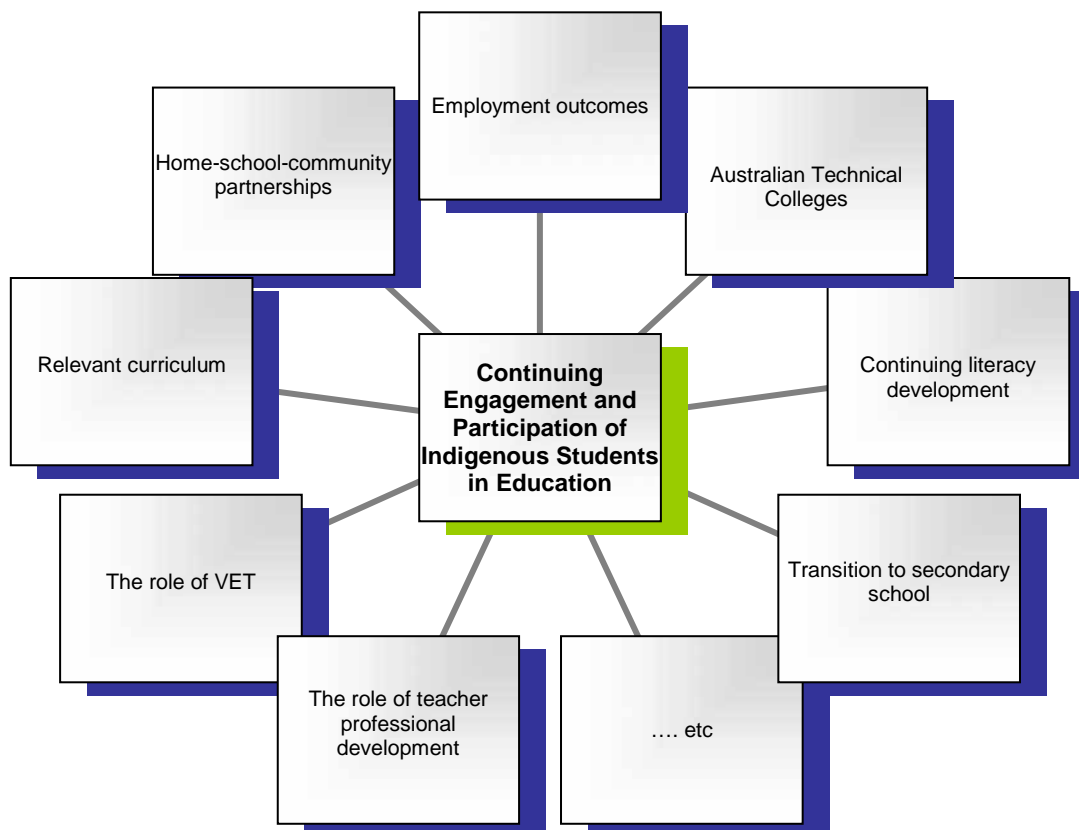 Employment outcomes
Home-school-community
partnerships
Australian Technical
Colleges
Relevant curriculum
Continuing
Engagement and
Participation of
Indigenous Students
in Education
Continuing literacy
development
The role of VET
Transition to secondary
school
The role of teacher
professional
development
…. etc